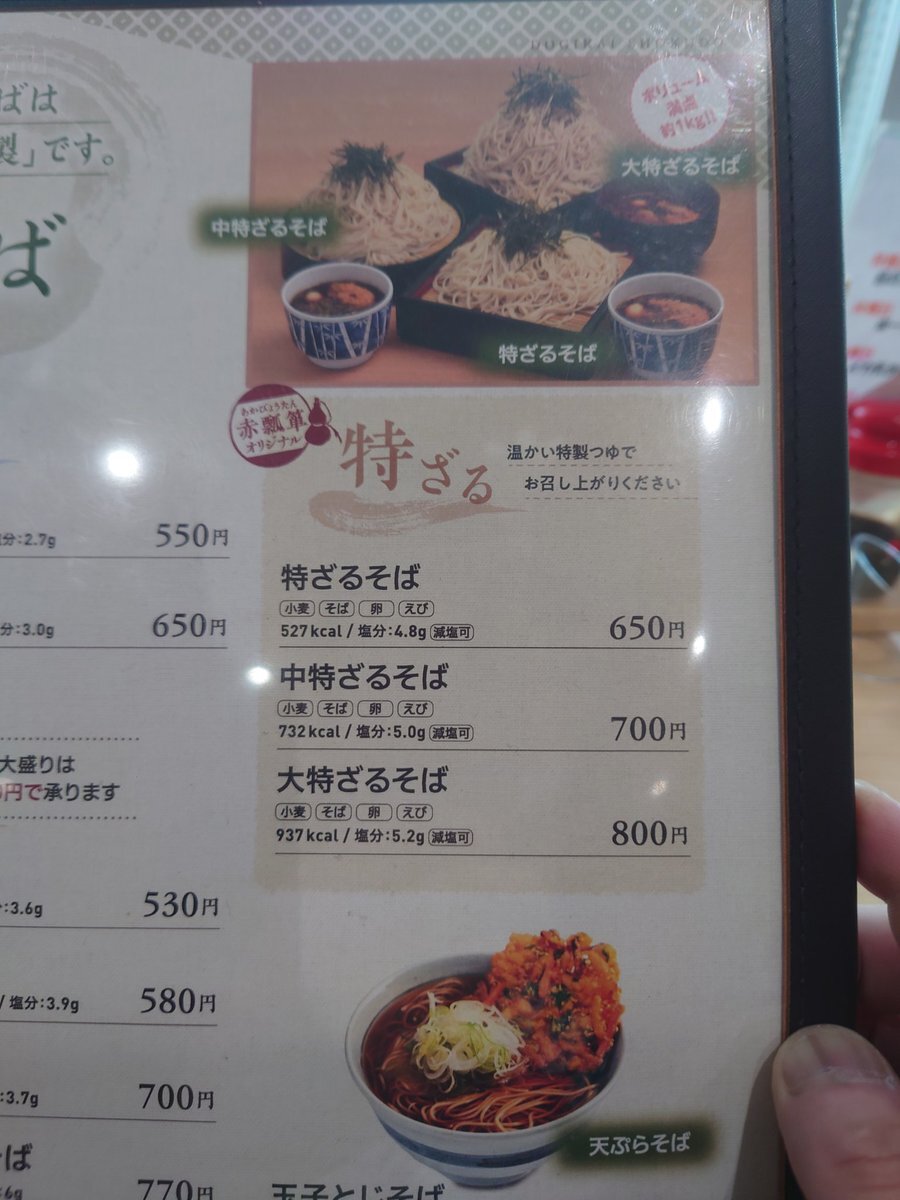 ばは
製」です。
ば
ボリュール
満点
約1kg!!
大特ざるそば
中特ざるそば
特ざるそば
あかびょうたん
赤瓢箪
オリジナル
特ざる
温かい特製つゆで
お召し上がりください
特ざるそば
小麦 そば 卵 えび
527kcal / 塩分:4.8g 減塩可 650円
中特ざるそば
小麦 そば 卵 えび
732kcal / 塩分:5.0g 減塩可 700円
大特ざるそば
小麦 そば 卵 えび
937kcal / 塩分:5.2g 減塩可 800円
分:2.7g 550円
分:3.0g 650円
大盛りは
円で承ります
:3.6g 530円
/ 塩分:3.9g 580円
:3.7g 700円
そば
770円
天ぷらそば
玉子とじそば